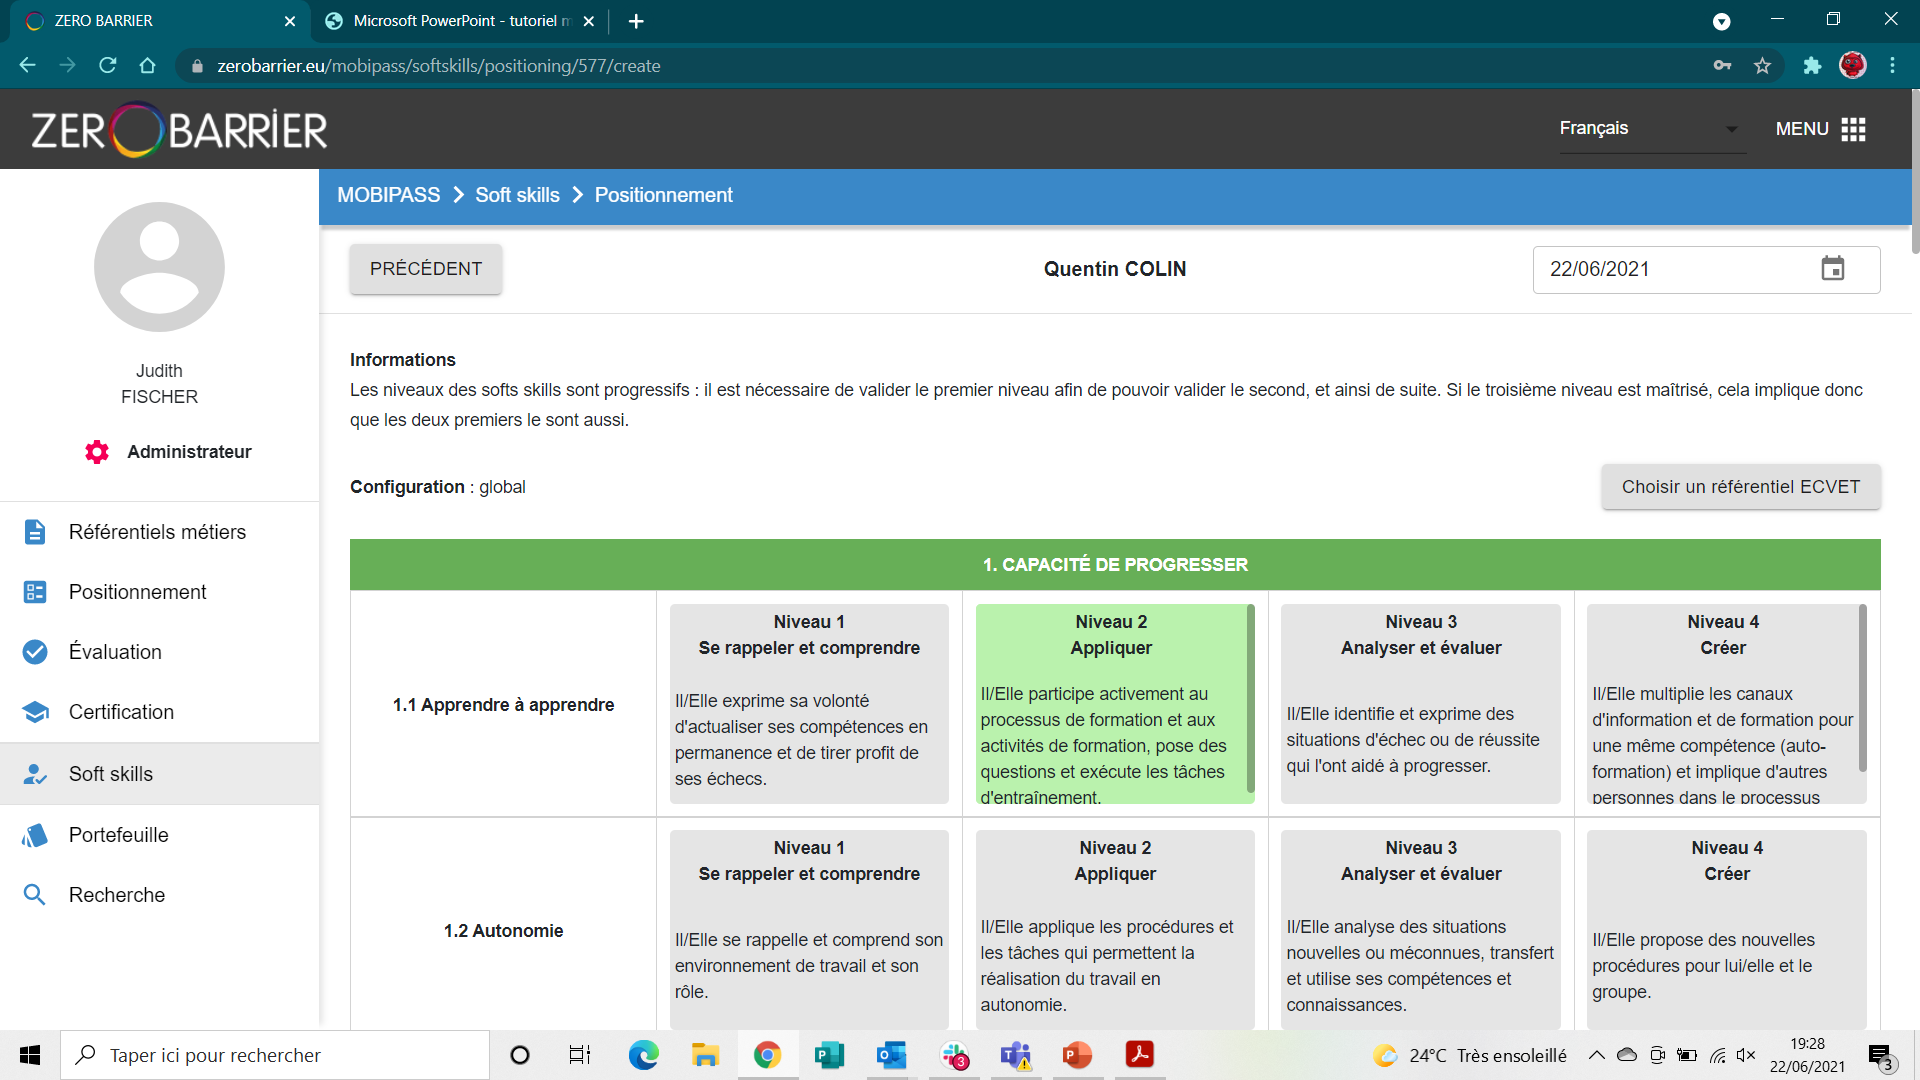 ZERO BARRIER
Microsoft PowerPoint - tutoriel m
zerobarrier.eu/mobipass/softskills/positioning/577/create
ZEROBARRiER
Français
MENU
MOBIPASS
Soft skills
Positionnement
PRÉCÉDENT
Quentin COLIN
22/06/2021
Judith
FISCHER
Administrateur
Référentiels métiers
Positionnement
Évaluation
Certification
Soft skills
Portefeuille
Recherche
Informations
Les niveaux des softs skills sont progressifs : il est nécessaire de valider le premier niveau afin de pouvoir valider le second, et ainsi de suite. Si le troisième niveau est maîtrisé, cela implique donc
que les deux premiers le sont aussi.
Configuration : global
Choisir un référentiel ECVET
1. CAPACITÉ DE PROGRESSER
1.1 Apprendre à apprendre
Niveau 1
Se rappeler et comprendre
Il/Elle exprime sa volonté
d'actualiser ses compétences en
permanence et de tirer profit de
ses échecs.
Niveau 2
Appliquer
Il/Elle participe activement au
processus de formation et aux
activités de formation, pose des
questions et exécute les tâches
d'entraînement.
Niveau 3
Analyser et évaluer
Il/Elle identifie et exprime des
situations d'échec ou de réussite
qui l'ont aidé à progresser.
Niveau 4
Créer
Il/Elle multiplie les canaux
d'information et de formation pour
une même compétence (auto-
formation) et implique d'autres
personnes dans le processus
1.2 Autonomie
Niveau 1
Se rappeler et comprendre
Il/Elle se rappelle et comprend son
environnement de travail et son
rôle.
Niveau 2
Appliquer
Il/Elle applique les procédures et
les tâches qui permettent la
réalisation du travail en
autonomie.
Niveau 3
Analyser et évaluer
Il/Elle analyse des situations
nouvelles ou méconnues, transfert
et utilise ses compétences et
connaissances.
Niveau 4
Créer
Il/Elle propose des nouvelles
procédures pour lui/elle et le
groupe.
Taper ici pour rechercher
3
24°C Très ensoleillé
19:28
22/06/2021
3